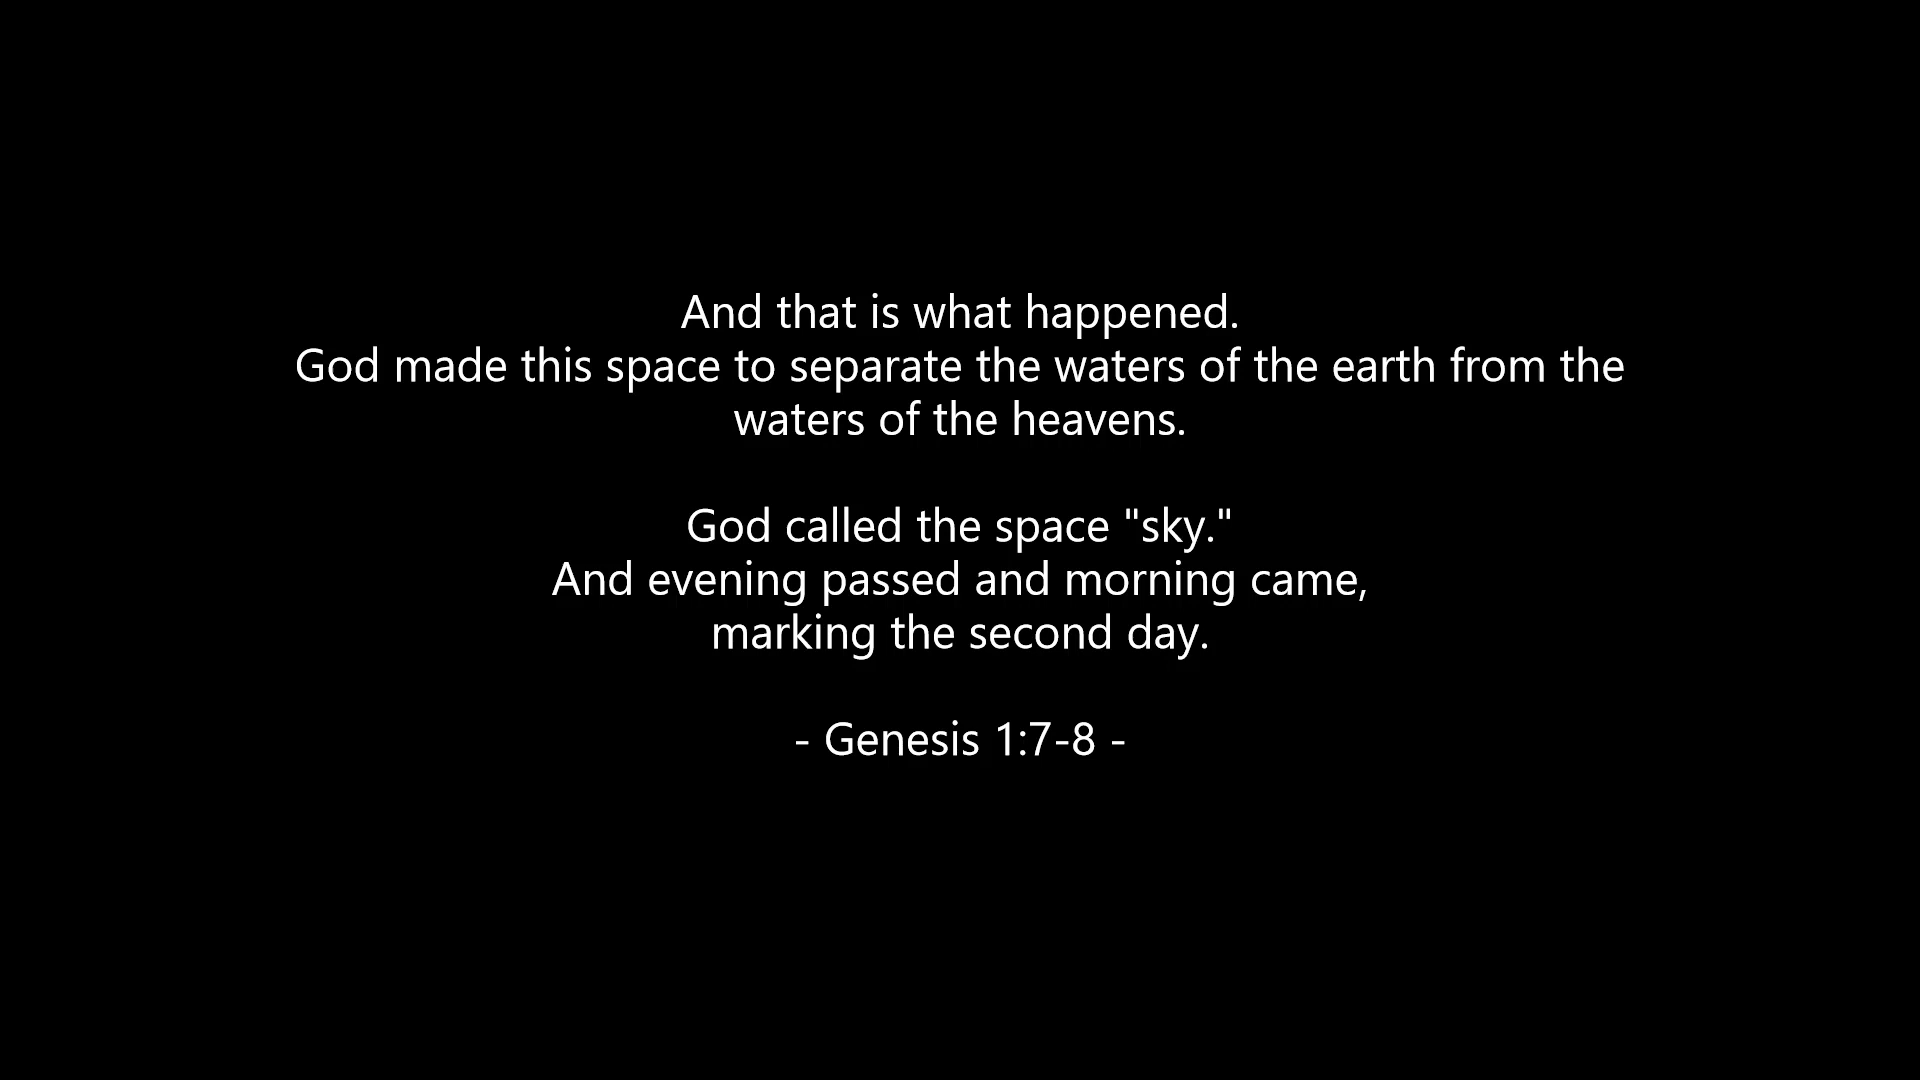 And that is what happened.
God made this space to separate the waters of the earth from the
waters of the heavens.
God called the space "sky."
And evening passed and morning came,
marking the second day.
- Genesis 1:7-8 -